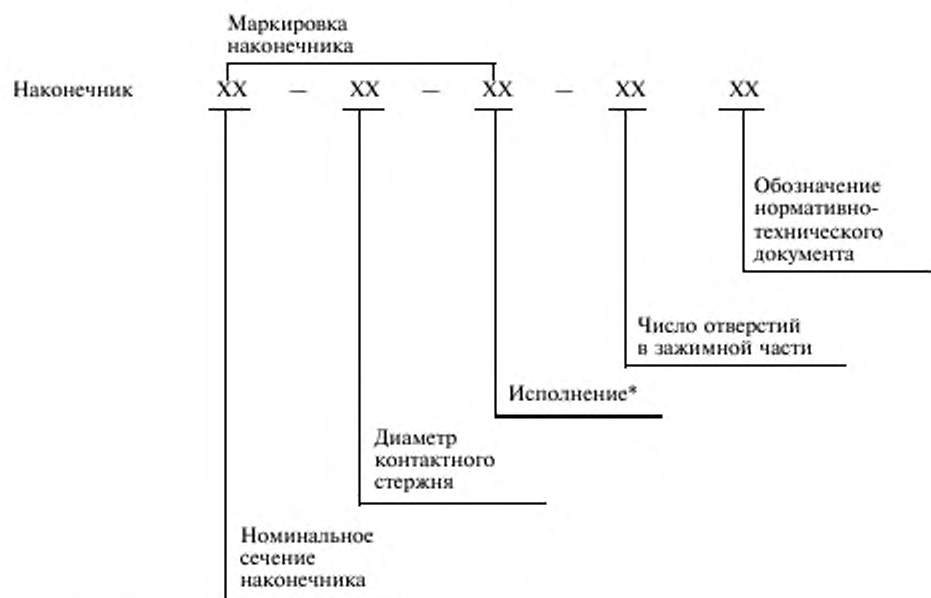 Маркировка
наконечника
Наконечник XX — XX — XX — XX XX
Обозначение
нормативно-
технического
документа
Число отверстий
в зажимной части
Исполнение*
Диаметр
контактного
стержня
Номинальное
сечение
наконечника